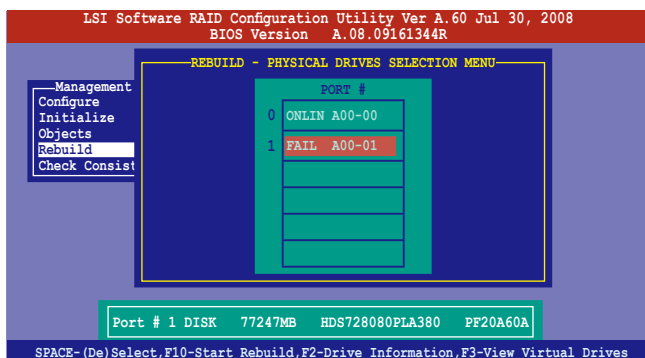 LSI Software RAID Configuration Utility Ver A.60 Jul 30, 2008
BIOS Version A.08.09161344R
REBUILD - PHYSICAL DRIVES SELECTION MENU
Management
Configure
Initialize
Objects
Rebuild
Check Consist
PORT #
0 ONLIN A00-00
1 FAIL A00-01
Port # 1 DISK 77247MB HDS728080PLA380 PF20A60A
SPACE-(De)Select,F10-Start Rebuild,F2-Drive Information,F3-View Virtual Drives